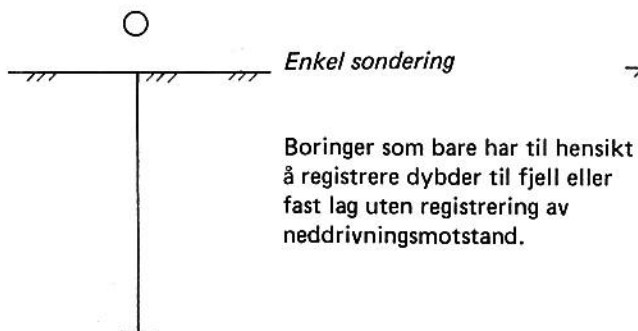 Enkel sondering
Boringer som bare har til hensikt
å registrere dybder til fjell eller
fast lag uten registrering av
neddrivningsmotstand.